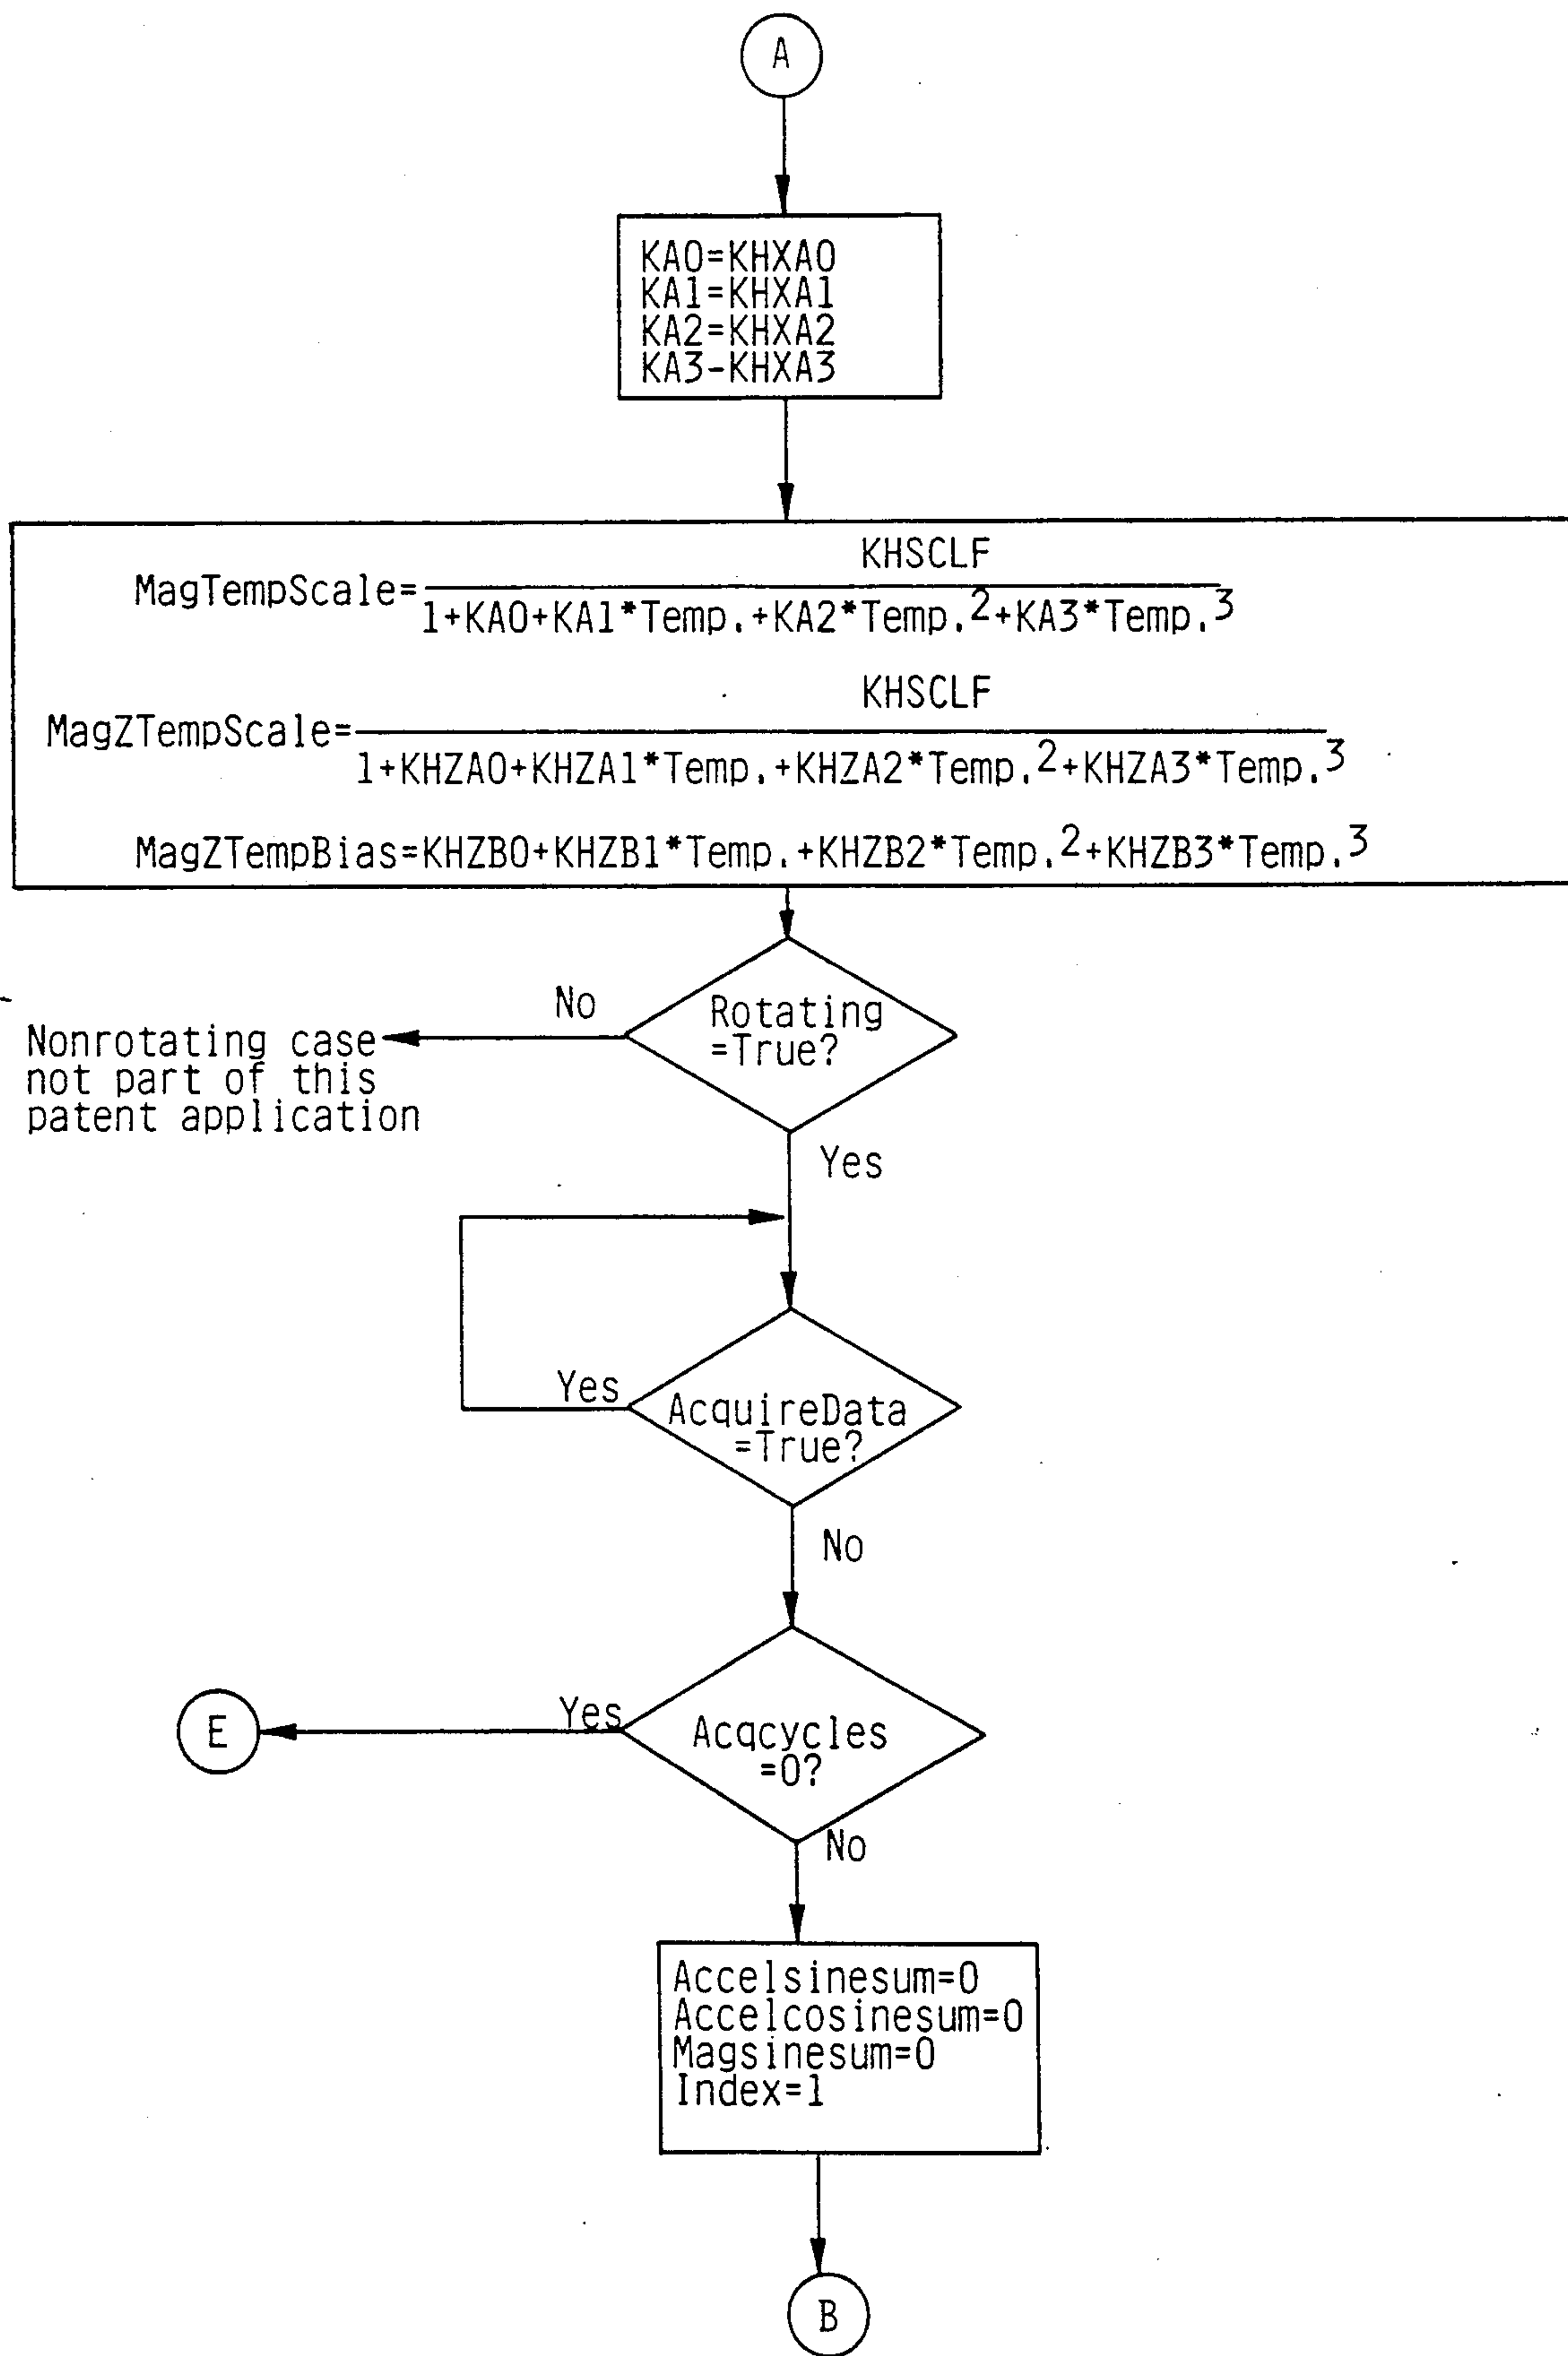 A
KA0=KHXA0
KA1=KHXA1
KA2=KHXA2
KA3-KHXA3
KHSCLF
MagTempScale=
1+KA0+KA1*Temp.+KA2*Temp.2+KA3*Temp.3
KHSCLF
MagZTempScale=
1+KHZA0+KHZA1*Temp.+KHZA2*Temp.2+KHZA3*Temp.3
MagZTempBias=KHZB0+KHZB1*Temp.+KHZB2*Temp.2+KHZB3*Temp.3
No
Rotating
=True?
Nonrotating case
not part of this
patent application
Yes
Yes
AcquireData
=True?
No
E
Yes
Acqcycles
=0?
No
Accelsinesum=0
Accelcosinesum=0
Magsinesum=0
Index=1
B